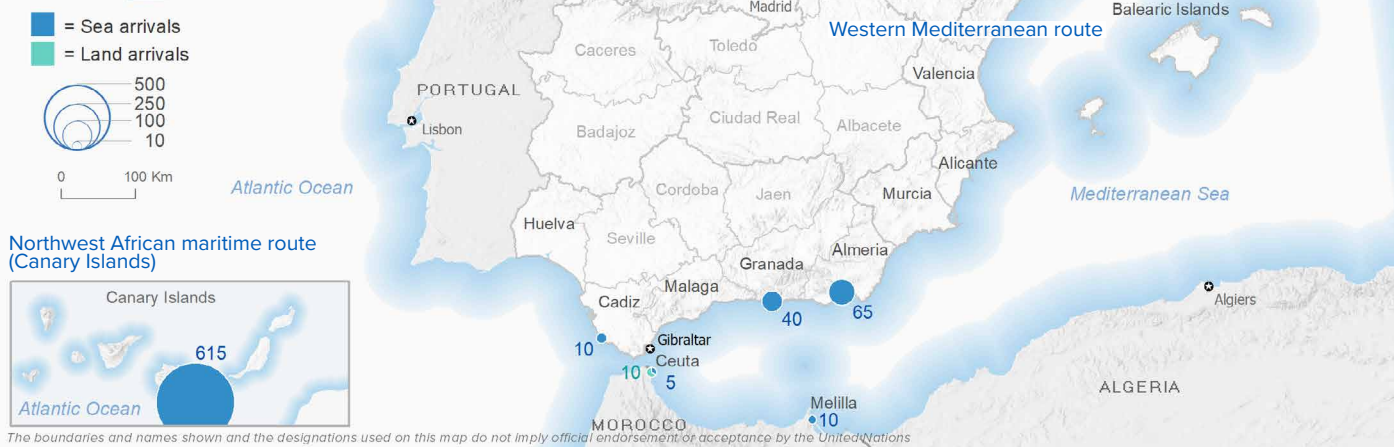 = Sea arrivals
= Land arrivals
500
250
100
10
0 100 Km
Madrid
Western Mediterranean route
Balearic Islands
Caceres
Toledo
Valencia
PORTUGAL
Lisbon
Badajoz
Ciudad Real
Albacete
Alicante
Atlantic Ocean
Cordoba
Jaen
Murcia
Mediterranean Sea
Huelva
Seville
Almeria
Granada
Malaga
Cadiz
65
40
Algiers
10
Gibraltar
Ceuta
10
5
Melilla
10
MOROCCO
ALGERIA
Northwest African maritime route
(Canary Islands)
Canary Islands
615
Atlantic Ocean
The boundaries and names shown and the designations used on this map do not imply official endorsement or acceptance by the United Nations